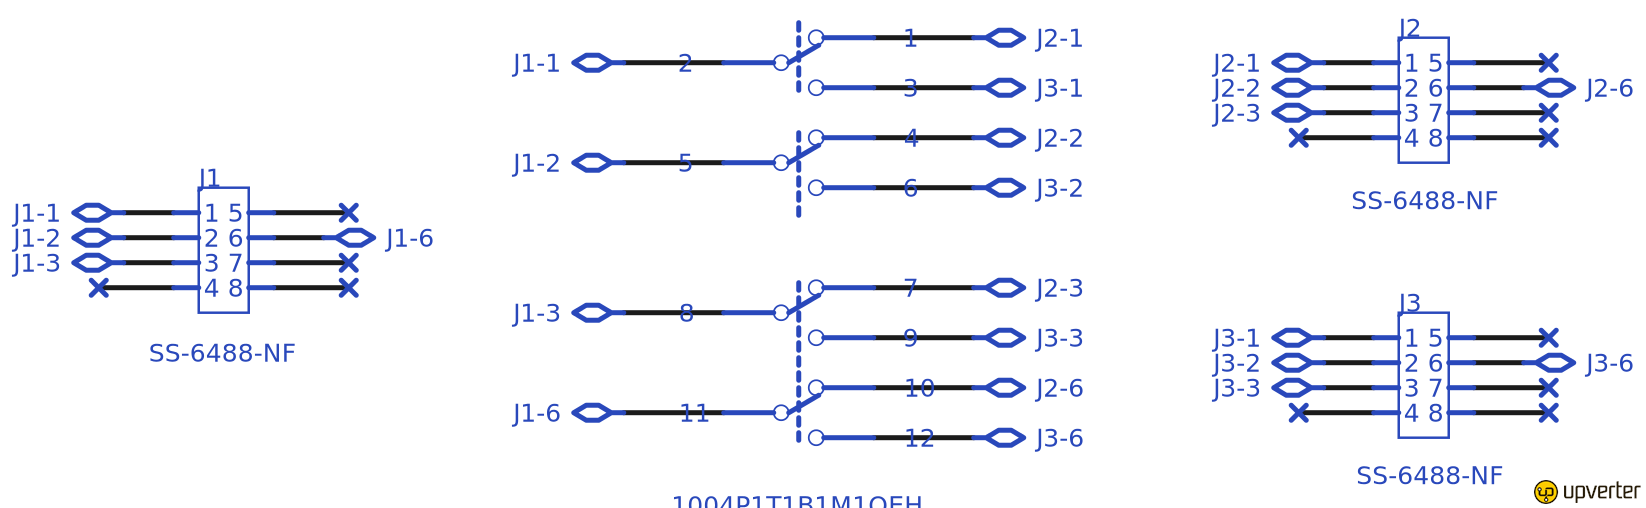 J1
J1-1 1 5
J1-2 2 6 J1-6
J1-3 3 7
4 8
SS-6488-NF
J1-1 2 1 J2-1
3 J3-1
J1-2 5 4 J2-2
6 J3-2
J1-3 8 7 J2-3
9 J3-3
J1-6 11 10 J2-6
12 J3-6
1004P1T1B1M1QEH
J2
J2-1 1 5
J2-2 2 6 J2-6
J2-3 3 7
4 8
SS-6488-NF
J3
J3-1 1 5
J3-2 2 6 J3-6
J3-3 3 7
4 8
SS-6488-NF
upverter